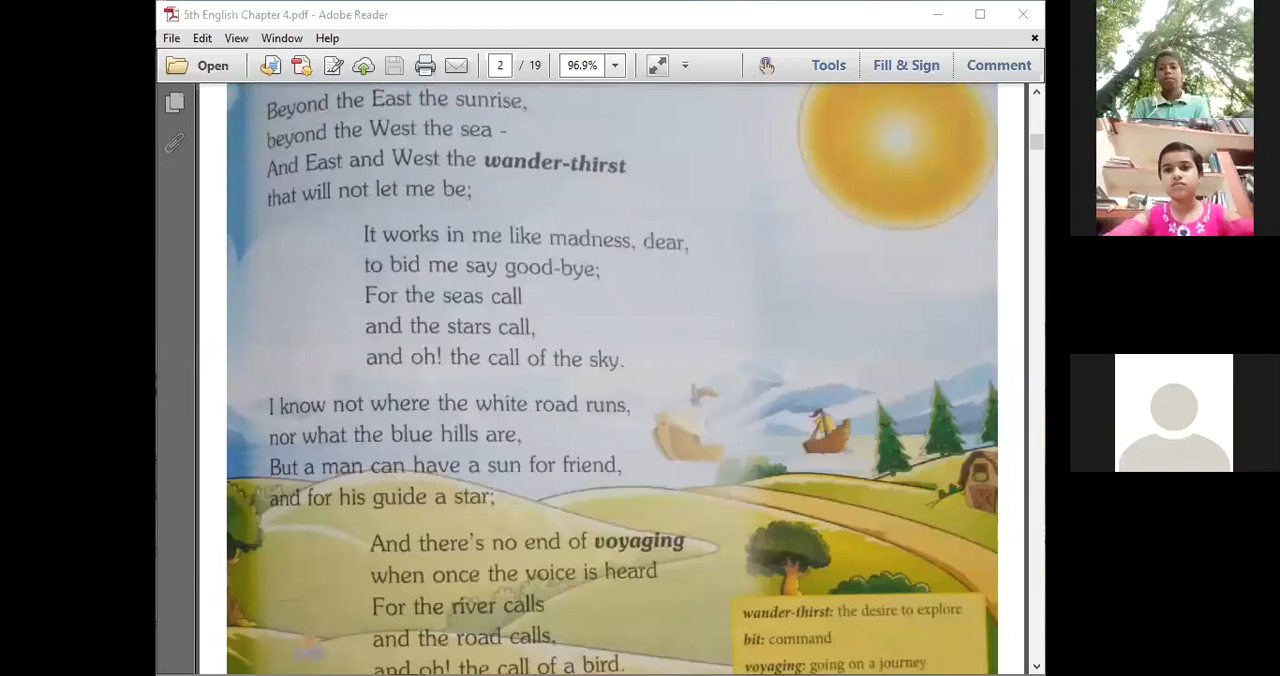 5th English Chapter 4.pdf - Adobe Reader
File Edit View Window Help
Open 2 / 19 96.9% Tools Fill & Sign Comment
Beyond the East the sunrise,
beyond the West the sea -
And East and West the wander-thirst
that will not let me be;
It works in me like madness, dear,
to bid me say good-bye;
For the seas call
and the stars call,
and oh! the call of the sky.
I know not where the white road runs,
nor what the blue hills are,
But a man can have a sun for friend,
and for his guide a star;
And there's no end of voyaging
when once the voice is heard
For the river calls
and the road calls,
and oh! the call of a bird.
wander-thirst: the desire to explore
bit: command
voyaging: going on a journey